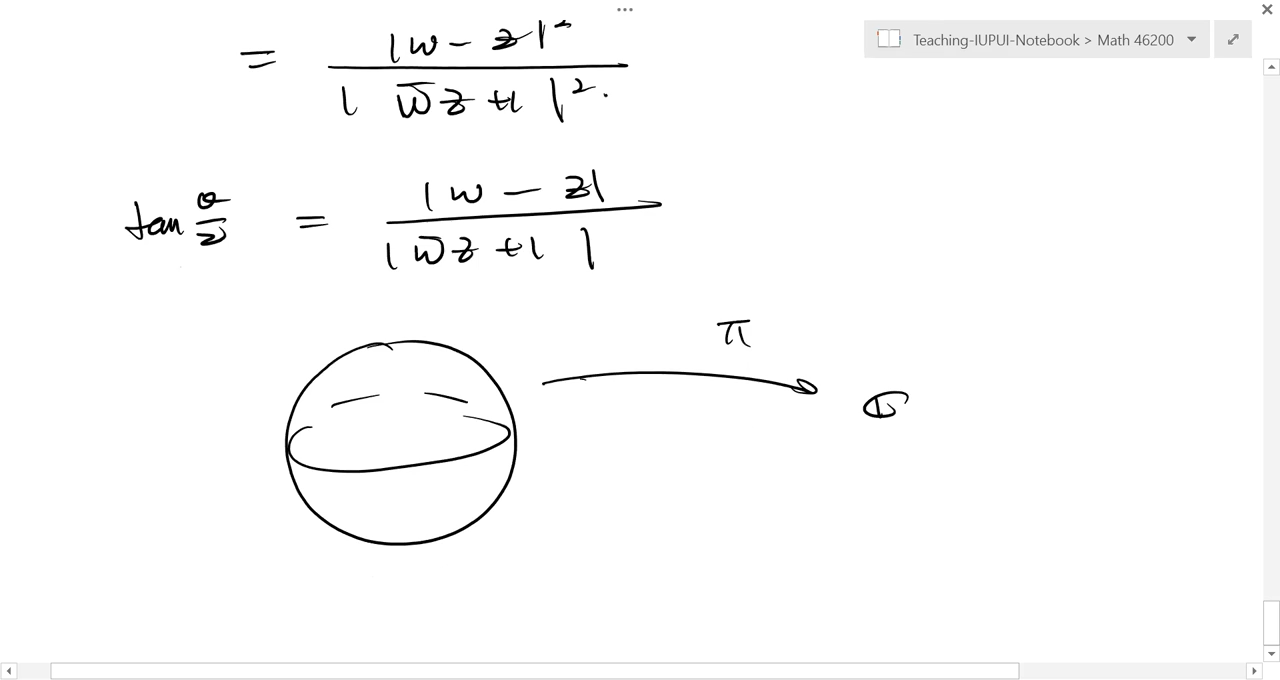 Teaching-IUPUI-Notebook > Math 46200
= |w - z|² / |w̄z + 1|².
tan θ/2 = |w - z| / |w̄z + 1|
π
ℂ